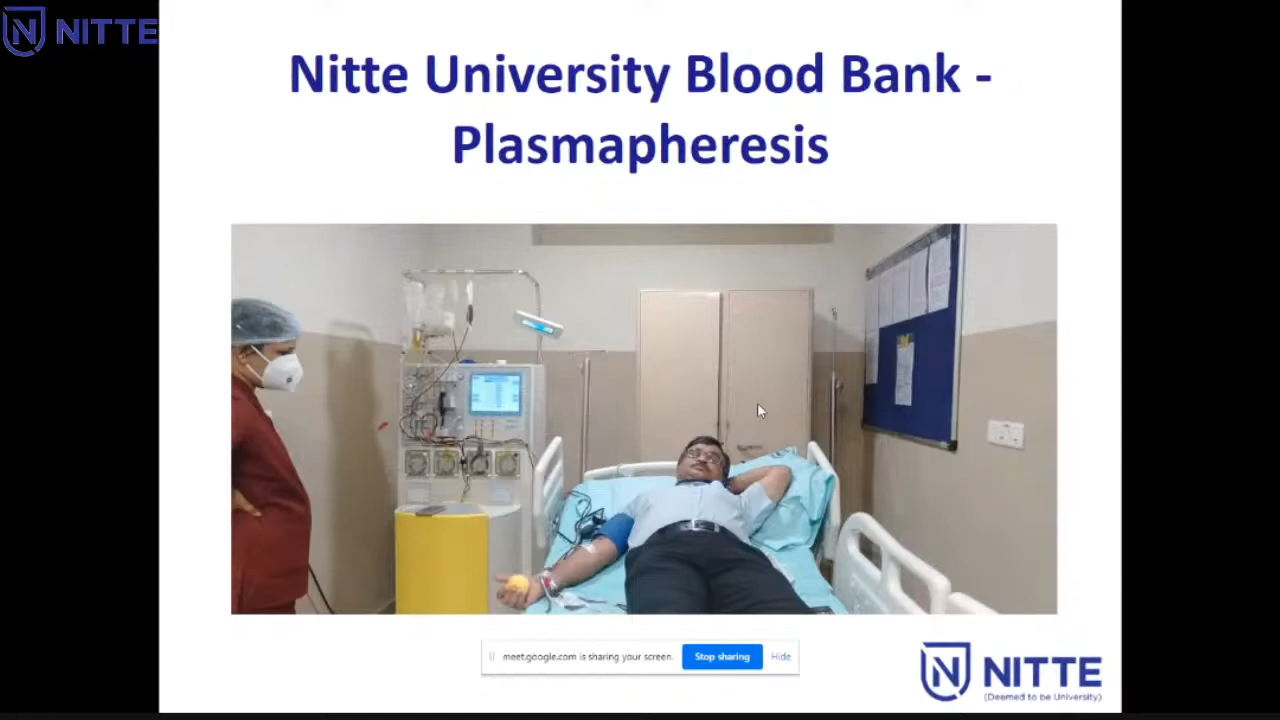 NITTE
Nitte University Blood Bank -
Plasmapheresis
meet.google.com is sharing your screen.
Stop sharing
Hide
NITTE
(Deemed to be University)